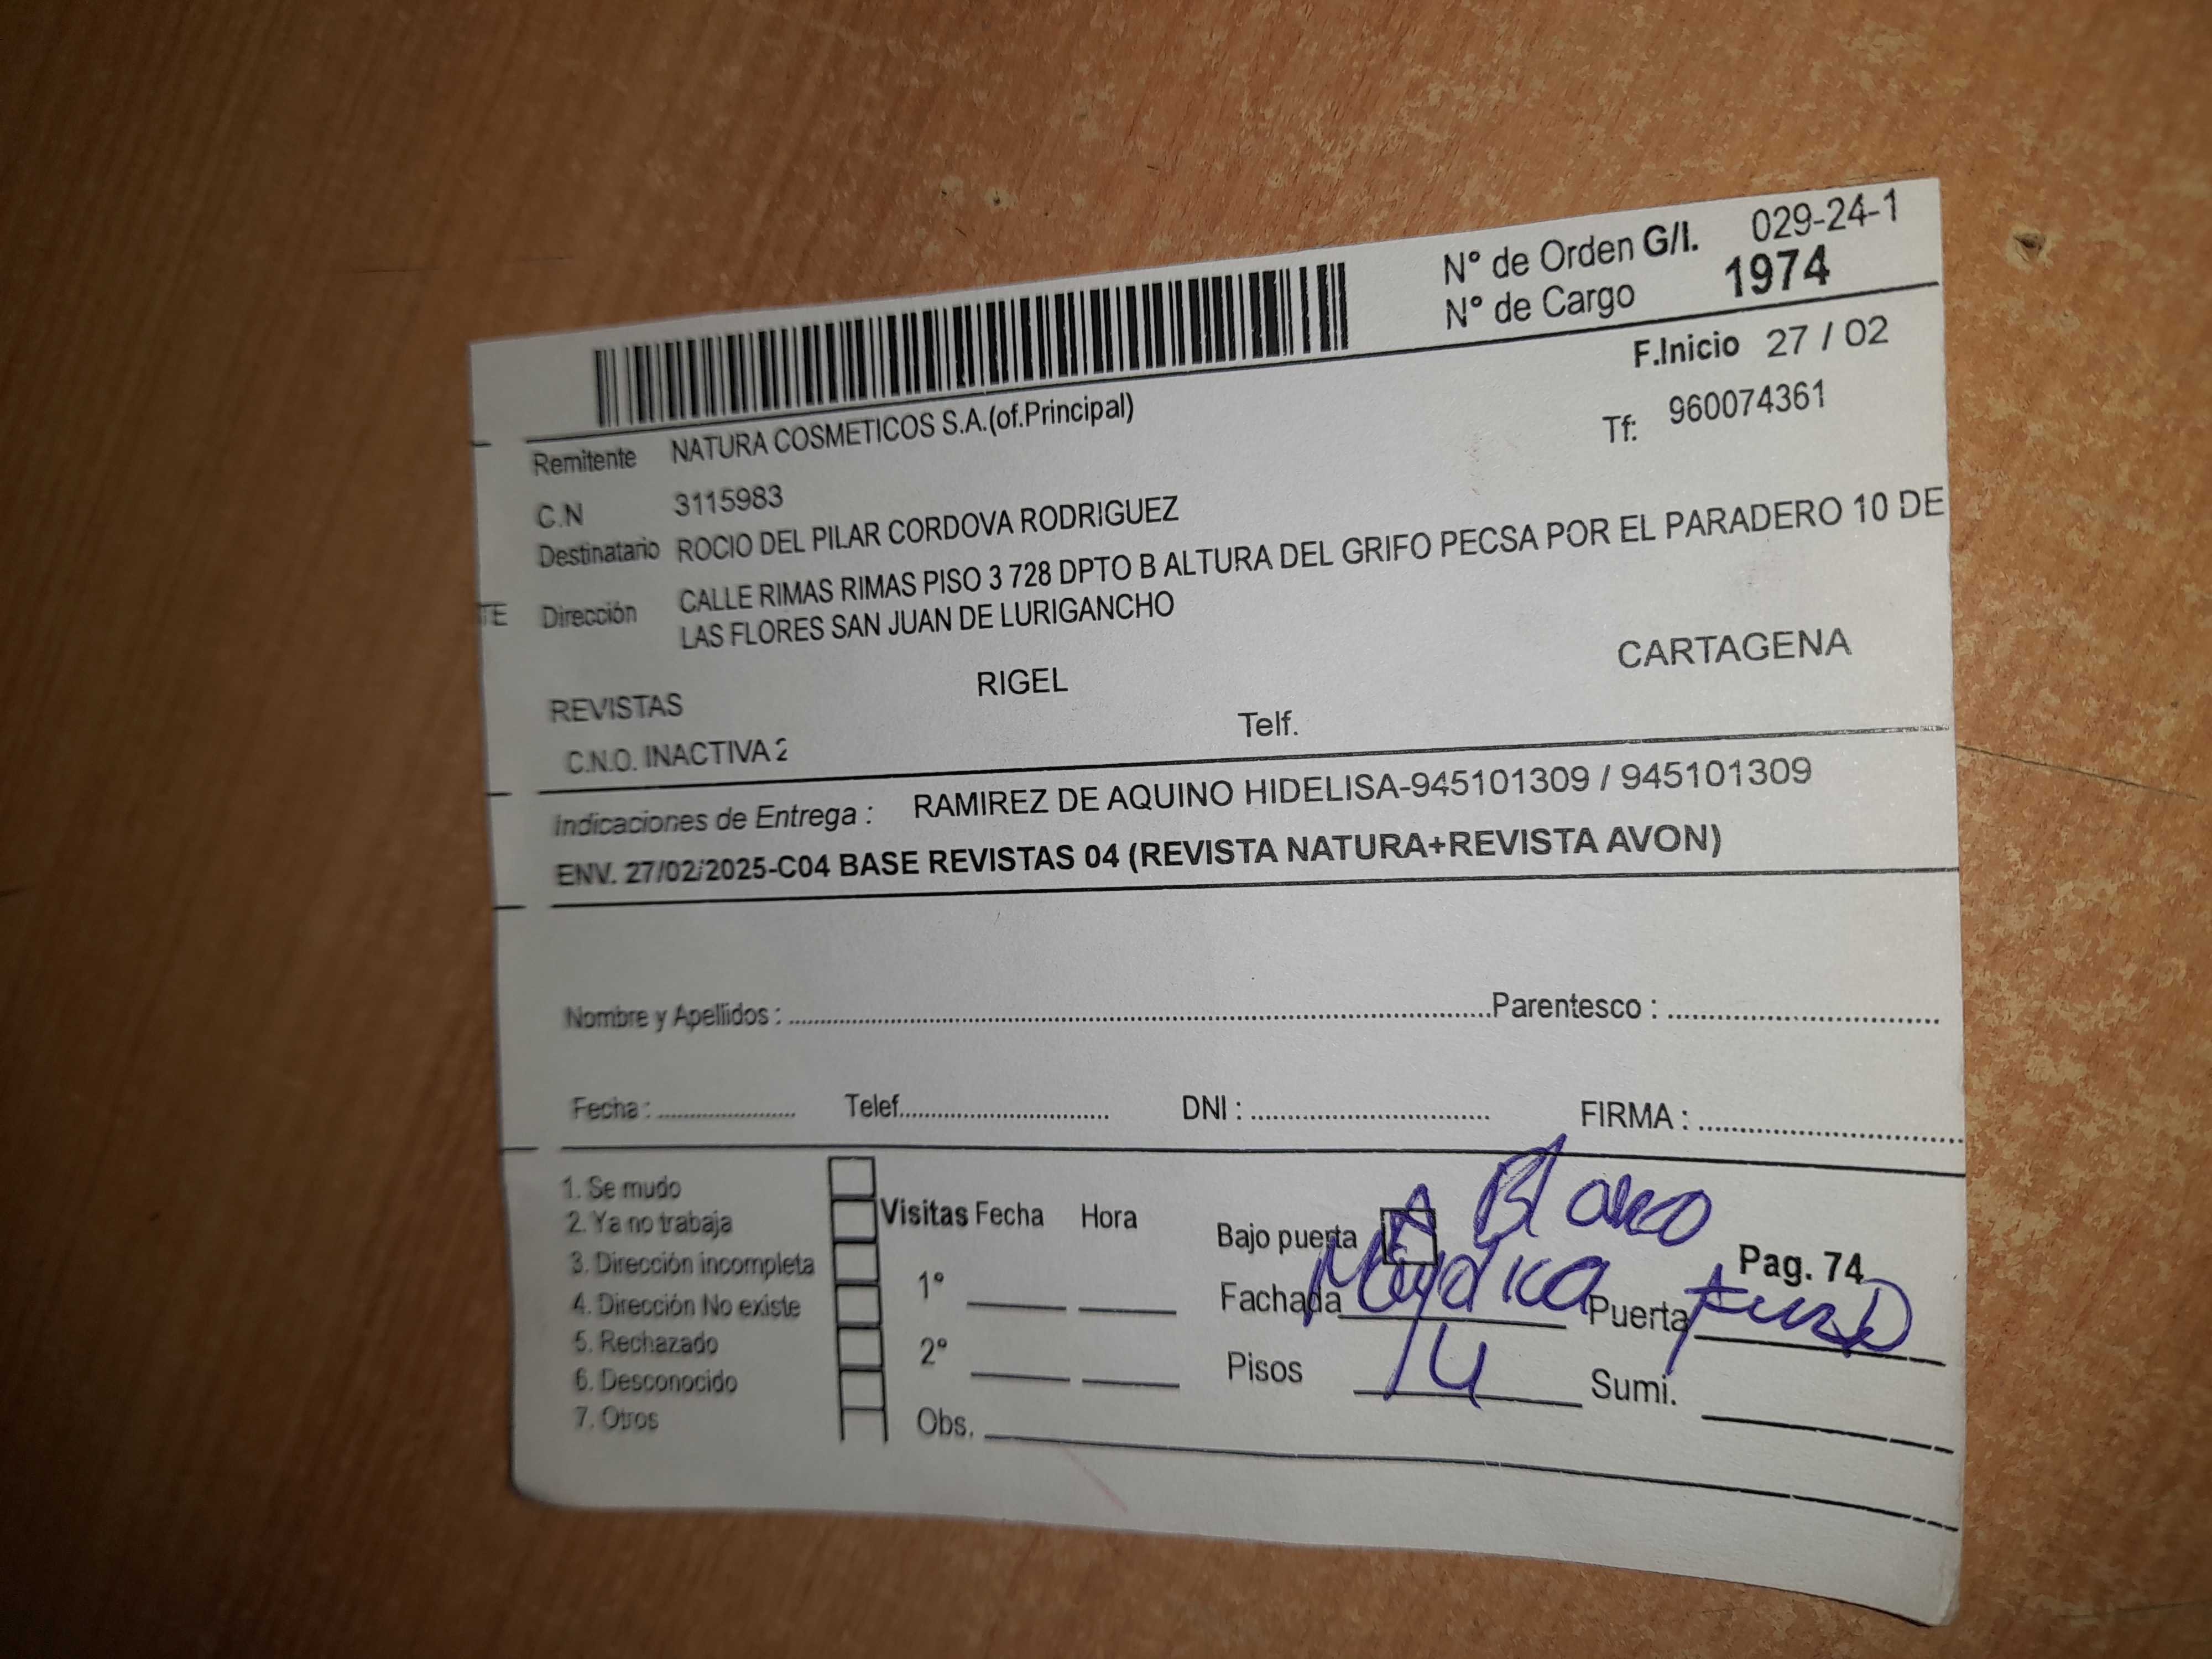 N° de Orden G/I. 029-24-1
N° de Cargo 1974
F.Inicio 27 / 02
Remitente NATURA COSMETICOS S.A.(of.Principal)
Tf: 960074361
C.N 3115983
Destinatario ROCIO DEL PILAR CORDOVA RODRIGUEZ
TE Dirección CALLE RIMAS RIMAS PISO 3 728 DPTO B ALTURA DEL GRIFO PECSA POR EL PARADERO 10 DE
LAS FLORES SAN JUAN DE LURIGANCHO
REVISTAS RIGEL CARTAGENA
C.N.O. INACTIVA 2 Telf.
Indicaciones de Entrega : RAMIREZ DE AQUINO HIDELISA-945101309 / 945101309
ENV. 27/02/2025-C04 BASE REVISTAS 04 (REVISTA NATURA+REVISTA AVON)
Nombre y Apellidos : Parentesco :
Fecha : Telef. DNI : FIRMA :
1. Se mudo
2. Ya no trabaja
3. Dirección incompleta
4. Dirección No existe
5. Rechazado
6. Desconocido
7. Otros
Visitas Fecha Hora
1°
2°
Obs.
Bajo puerta Blanco
Pag. 74
Fachada Puerta
Pisos 4 Sumi.